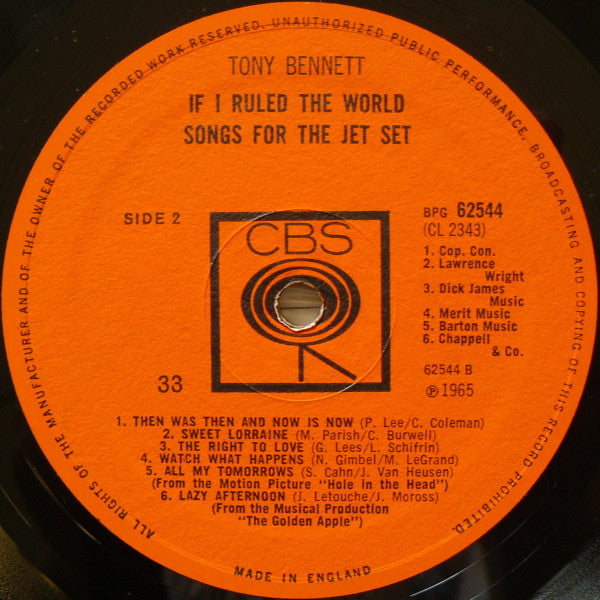 ALL RIGHTS OF THE MANUFACTURER AND OF THE OWNER OF THE RECORDED WORK RESERVED. UNAUTHORIZED PUBLIC PERFORMANCE, BROADCASTING AND COPYING OF THIS RECORD PROHIBITED.
TONY BENNETT
IF I RULED THE WORLD
SONGS FOR THE JET SET
SIDE 2
CBS
BPG 62544
(CL 2343)
1. Cop. Con.
2. Lawrence
Wright
3. Dick James
Music
4. Merit Music
5. Barton Music
6. Chappell
& Co.
33
62544 B
℗ 1965
1. THEN WAS THEN AND NOW IS NOW (P. Lee/C. Coleman)
2. SWEET LORRAINE (M. Parish/C. Burwell)
3. THE RIGHT TO LOVE (G. Lees/L. Schifrin)
4. WATCH WHAT HAPPENS (N. Gimbel/M. LeGrand)
5. ALL MY TOMORROWS (S. Cahn/J. Van Heusen)
(From the Motion Picture "Hole in the Head")
6. LAZY AFTERNOON (J. Letouche/J. Moross)
(From the Musical Production
"The Golden Apple")
MADE IN ENGLAND